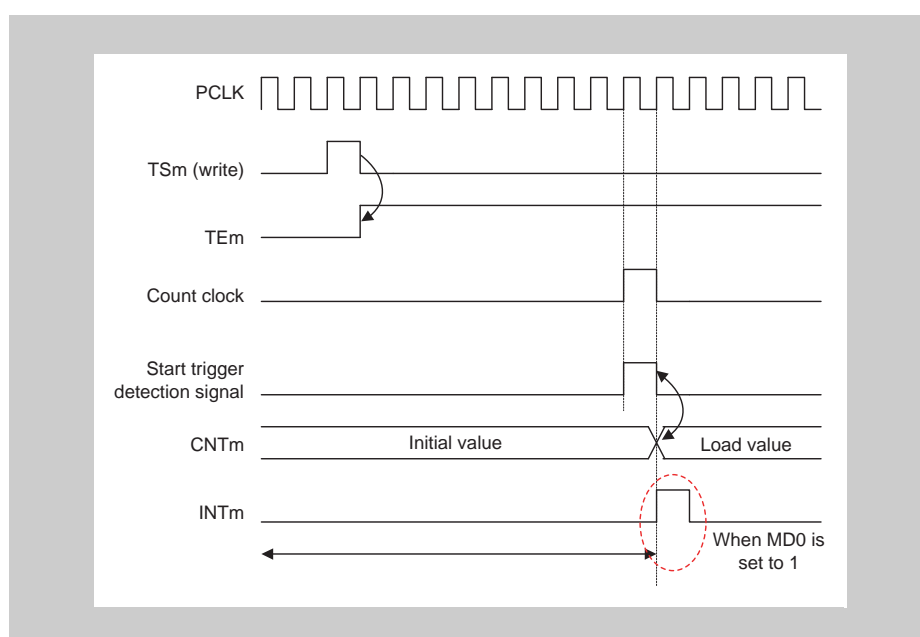 PCLK
TSm (write)
TEm
Count clock
Start trigger
detection signal
CNTm
Initial value
Load value
INTm
When MD0 is
set to 1